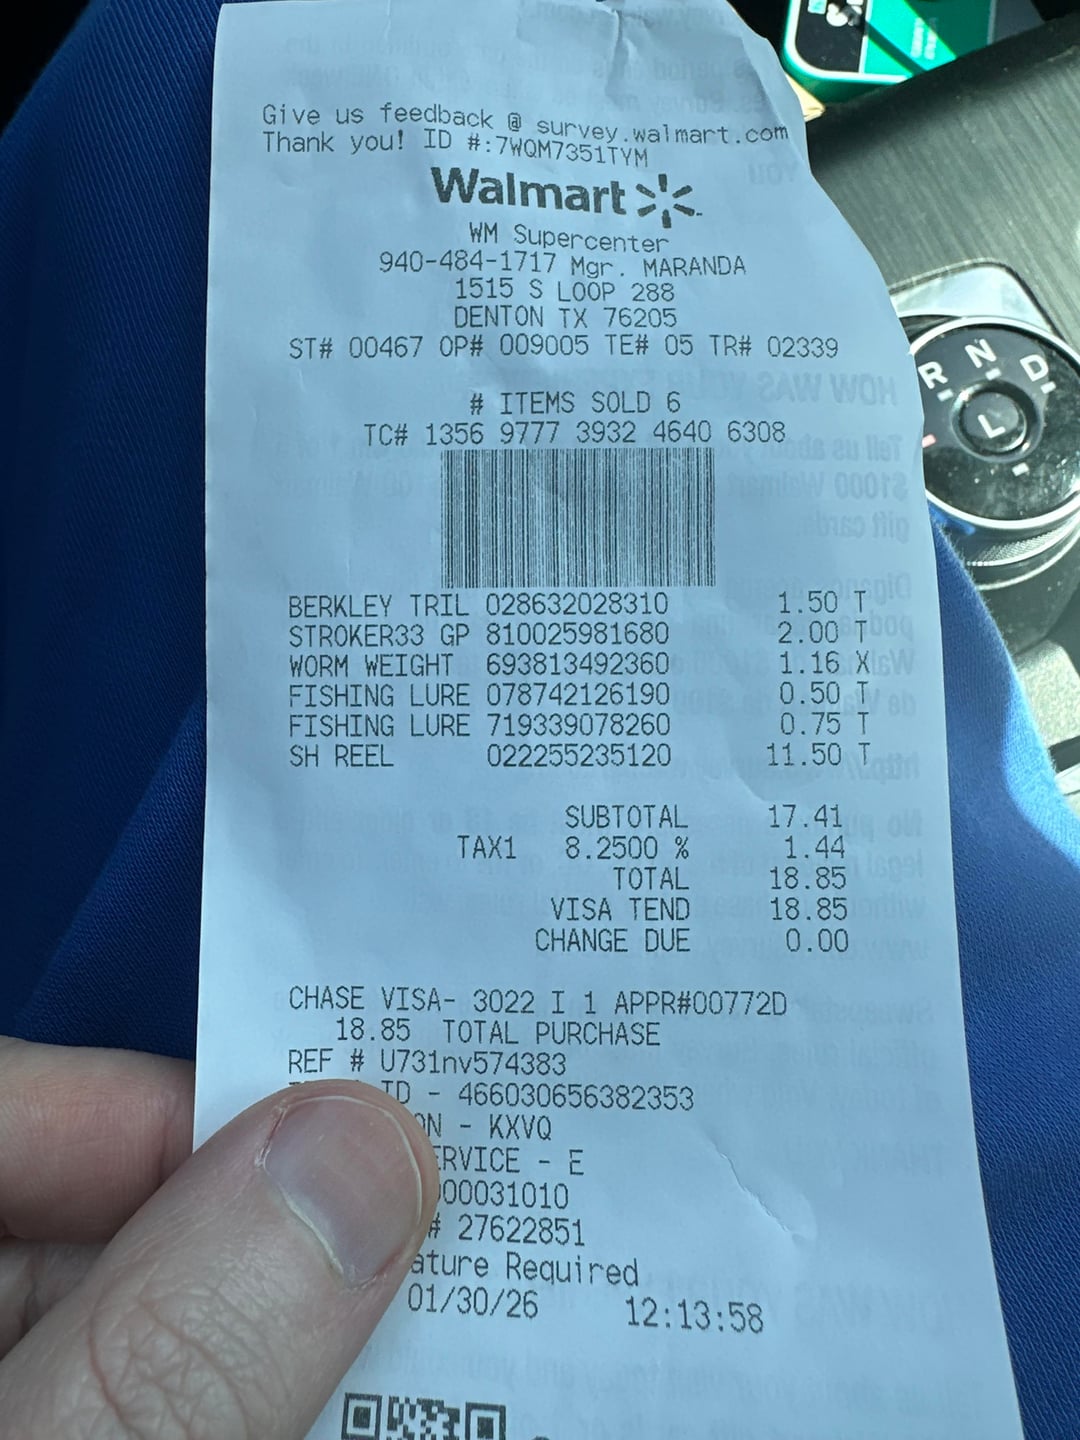 Give us feedback @ survey.walmart.com
Thank you! ID #:7WQM7351TYM
Walmart
WM Supercenter
940-484-1717 Mgr. MARANDA
1515 S LOOP 288
DENTON TX 76205
ST# 00467 OP# 009005 TE# 05 TR# 02339
# ITEMS SOLD 6
TC# 1356 9777 3932 4640 6308
BERKLEY TRIL 028632028310 1.50 T
STROKER33 GP 810025981680 2.00 T
WORM WEIGHT 693813492360 1.16 X
FISHING LURE 078742126190 0.50 T
FISHING LURE 719339078260 0.75 T
SH REEL 022255235120 11.50 T
SUBTOTAL 17.41
TAX1 8.2500 % 1.44
TOTAL 18.85
VISA TEND 18.85
CHANGE DUE 0.00
CHASE VISA- 3022 I 1 APPR#00772D
18.85 TOTAL PURCHASE
REF # U731nv574383
ID - 466030656382353
ON - KXVQ
ERVICE - E
00031010
# 27622851
ature Required
01/30/26 12:13:58
R N D
L